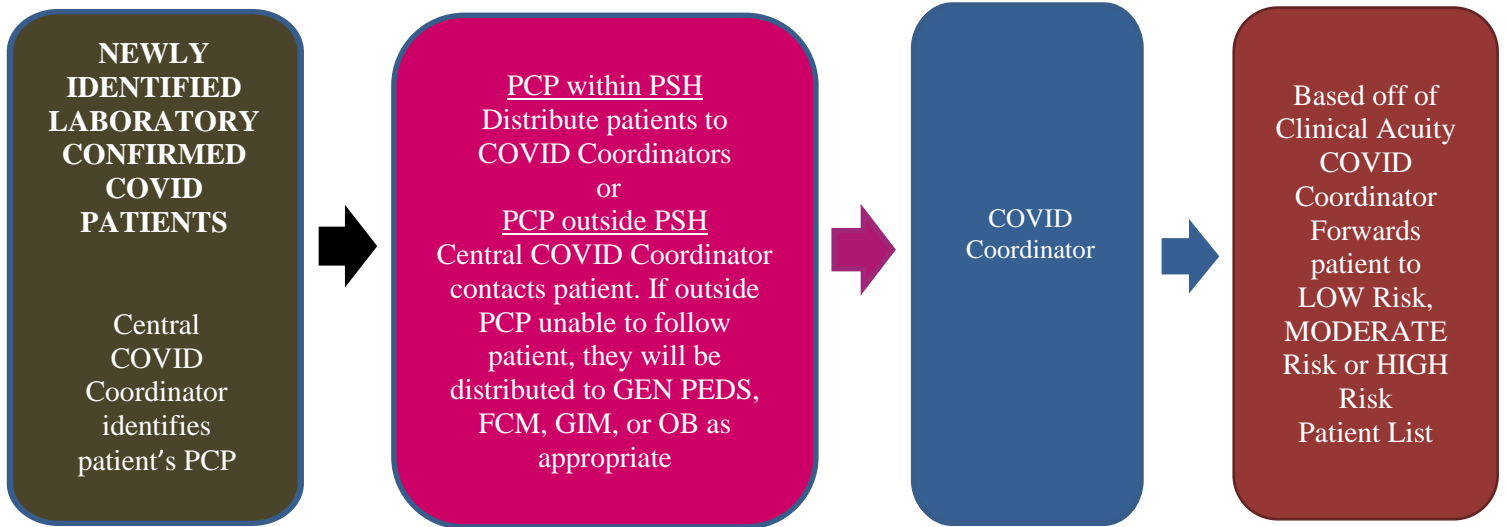 NEWLY
IDENTIFIED
LABORATORY
CONFIRMED
COVID
PATIENTS
Central
COVID
Coordinator
identifies
patient's PCP
PCP within PSH
Distribute patients to
COVID Coordinators
or
PCP outside PSH
Central COVID Coordinator
contacts patient. If outside
PCP unable to follow
patient, they will be
distributed to GEN PEDS,
FCM, GIM, or OB as
appropriate
COVID
Coordinator
Based off of
Clinical Acuity
COVID
Coordinator
Forwards
patient to
LOW Risk,
MODERATE
Risk or HIGH
Risk
Patient List